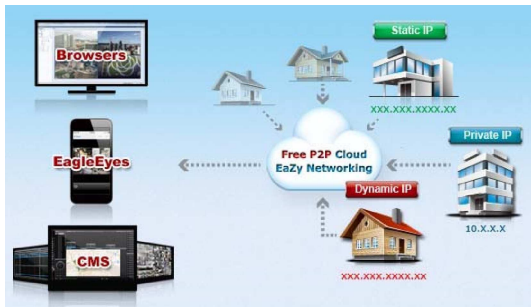 Browsers
Static IP
xxx.xxx.xxxx.xx
EagleEyes
Free P2P Cloud
EaZy Networking
Private IP
10.X.X.X
Dynamic IP
xxx.xxx.xxxx.xx
CMS